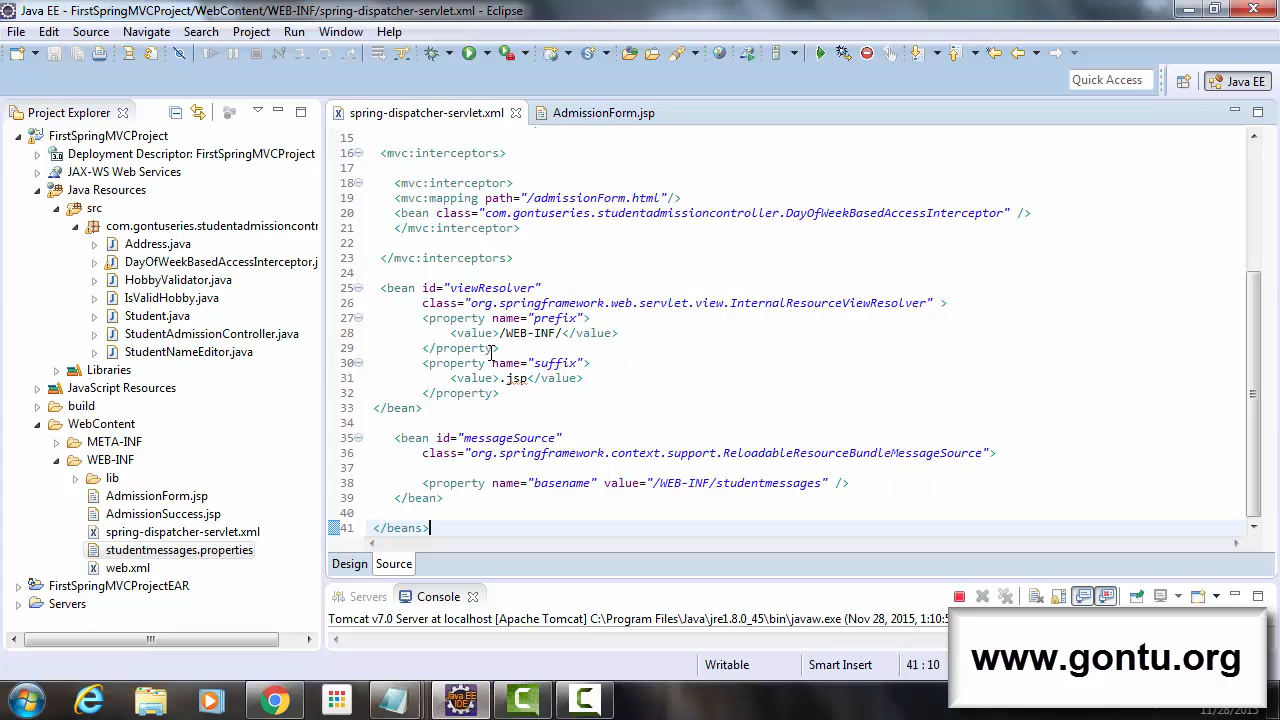 Java EE - FirstSpringMVCProject/WebContent/WEB-INF/spring-dispatcher-servlet.xml - Eclipse
File Edit Source Navigate Search Project Run Window Help
Quick Access
Java EE
Project Explorer
spring-dispatcher-servlet.xml
AdmissionForm.jsp
FirstSpringMVCProject
Deployment Descriptor: FirstSpringMVCProject
JAX-WS Web Services
Java Resources
src
com.gontuseries.studentadmissioncontr
Address.java
DayOfWeekBasedAccessInterceptor.j
HobbyValidator.java
IsValidHobby.java
Student.java
StudentAdmissionController.java
StudentNameEditor.java
Libraries
JavaScript Resources
build
WebContent
META-INF
WEB-INF
lib
AdmissionForm.jsp
AdmissionSuccess.jsp
spring-dispatcher-servlet.xml
studentmessages.properties
web.xml
FirstSpringMVCProjectEAR
Servers
15
16 <mvc:interceptors>
17
18 <mvc:interceptor>
19 <mvc:mapping path="/admissionForm.html"/>
20 <bean class="com.gontuseries.studentadmissioncontroller.DayOfWeekBasedAccessInterceptor" />
21 </mvc:interceptor>
22
23 </mvc:interceptors>
24
25 <bean id="viewResolver"
26 class="org.springframework.web.servlet.view.InternalResourceViewResolver" >
27 <property name="prefix">
28 <value>/WEB-INF/</value>
29 </property>
30 <property name="suffix">
31 <value>.jsp</value>
32 </property>
33 </bean>
34
35 <bean id="messageSource"
36 class="org.springframework.context.support.ReloadableResourceBundleMessageSource">
37
38 <property name="basename" value="/WEB-INF/studentmessages" />
39 </bean>
40
41 </beans>
Design Source
Servers Console
Tomcat v7.0 Server at localhost [Apache Tomcat] C:\Program Files\Java\jre1.8.0_45\bin\javaw.exe (Nov 28, 2015, 1:10:5
Writable Smart Insert 41 : 10
www.gontu.org
Java EE
IDE
11/28/2015